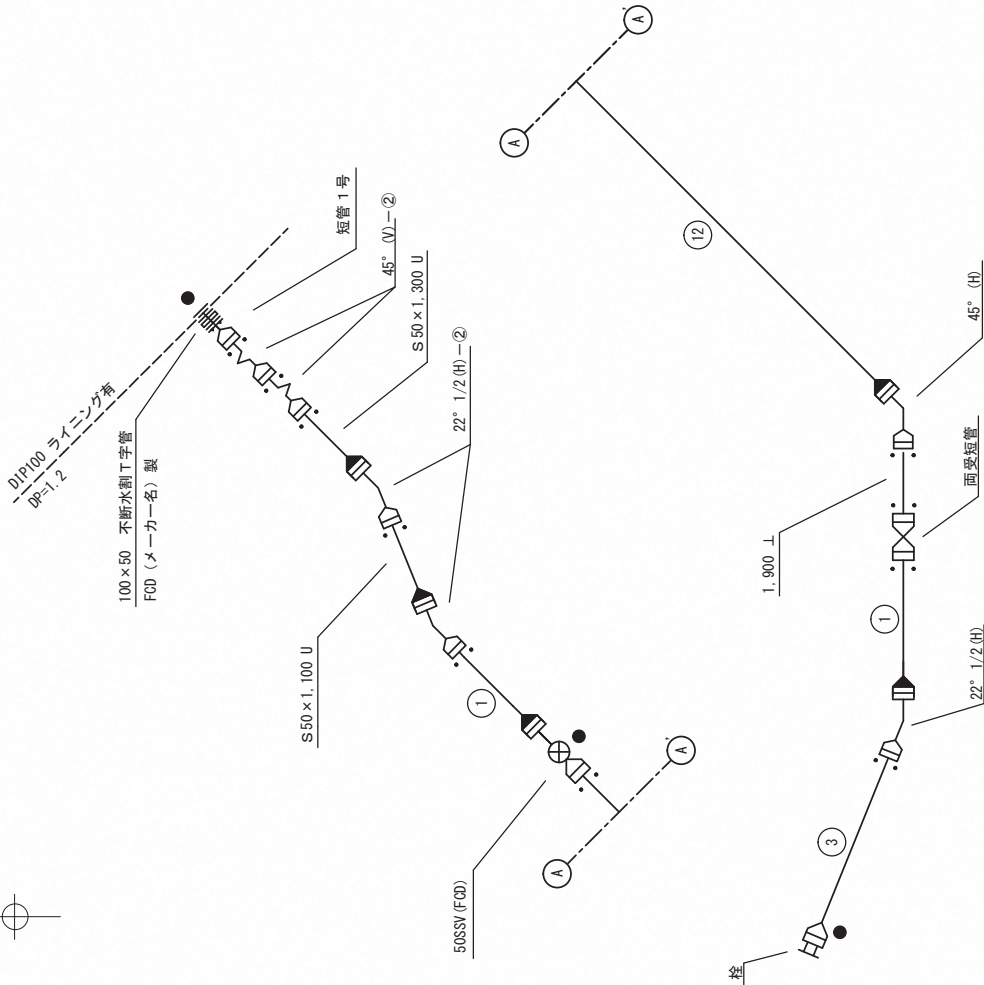 DIP100 ライニング有
DP=1.2
100×50 不断水割T字管
FCD (メーカー名) 製
短管1号
45° (V)-②
S50×1,300 U
22° 1/2(H)-②
S50×1,100 U
1
50SSV(FCD)
A
A'
A
A'
12
45° (H)
1,900 ⊥
両受短管
1
22° 1/2(H)
3
栓